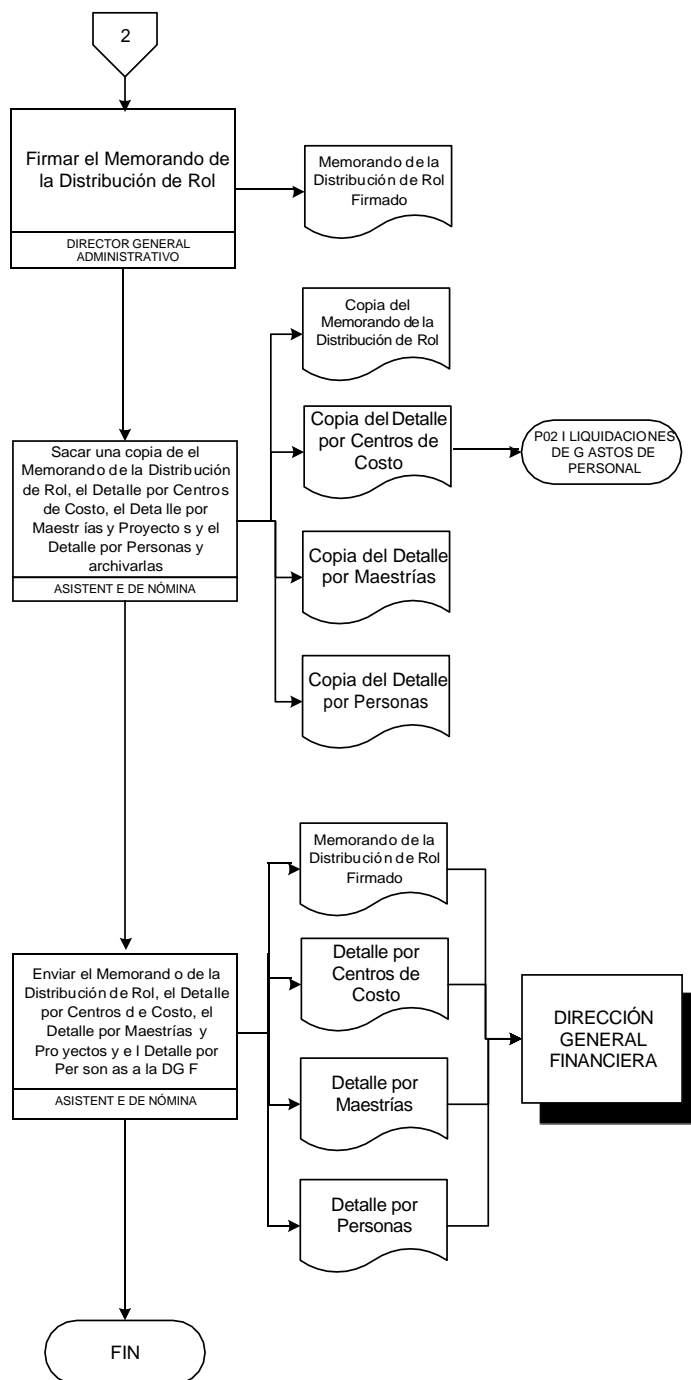 2
Firmar el Memorando de
la Distribución de Rol
DIRECTOR GENERAL
ADMINISTRATIVO
Memorando de la
Distribución de Rol
Firmado
Copia del
Memorando de la
Distribución de Rol
Sacar una copia de el
Memorando de la Distribución
de Rol, el Detalle por Centros
de Costo, el Deta lle por
Maestr ías y Proyecto s y el
Detalle por Personas y
archivarlas
ASISTENT E DE NÓMINA
Copia del Detalle
por Centros de
Costo
P02 I LIQUIDACIONES
DE G ASTOS DE
PERSONAL
Copia del Detalle
por Maestrías
Copia del Detalle
por Personas
Enviar el Memorand o de la
Distribución de Rol, el Detalle
por Centros d e Costo, el
Detalle por Maestrías y
Pro yectos y e l Detalle por
Per son as a la DG F
ASISTENT E DE NÓMINA
Memorando de la
Distribución de Rol
Firmado
Detalle por
Centros de
Costo
Detalle por
Maestrías
Detalle por
Personas
DIRECCIÓN
GENERAL
FINANCIERA
FIN